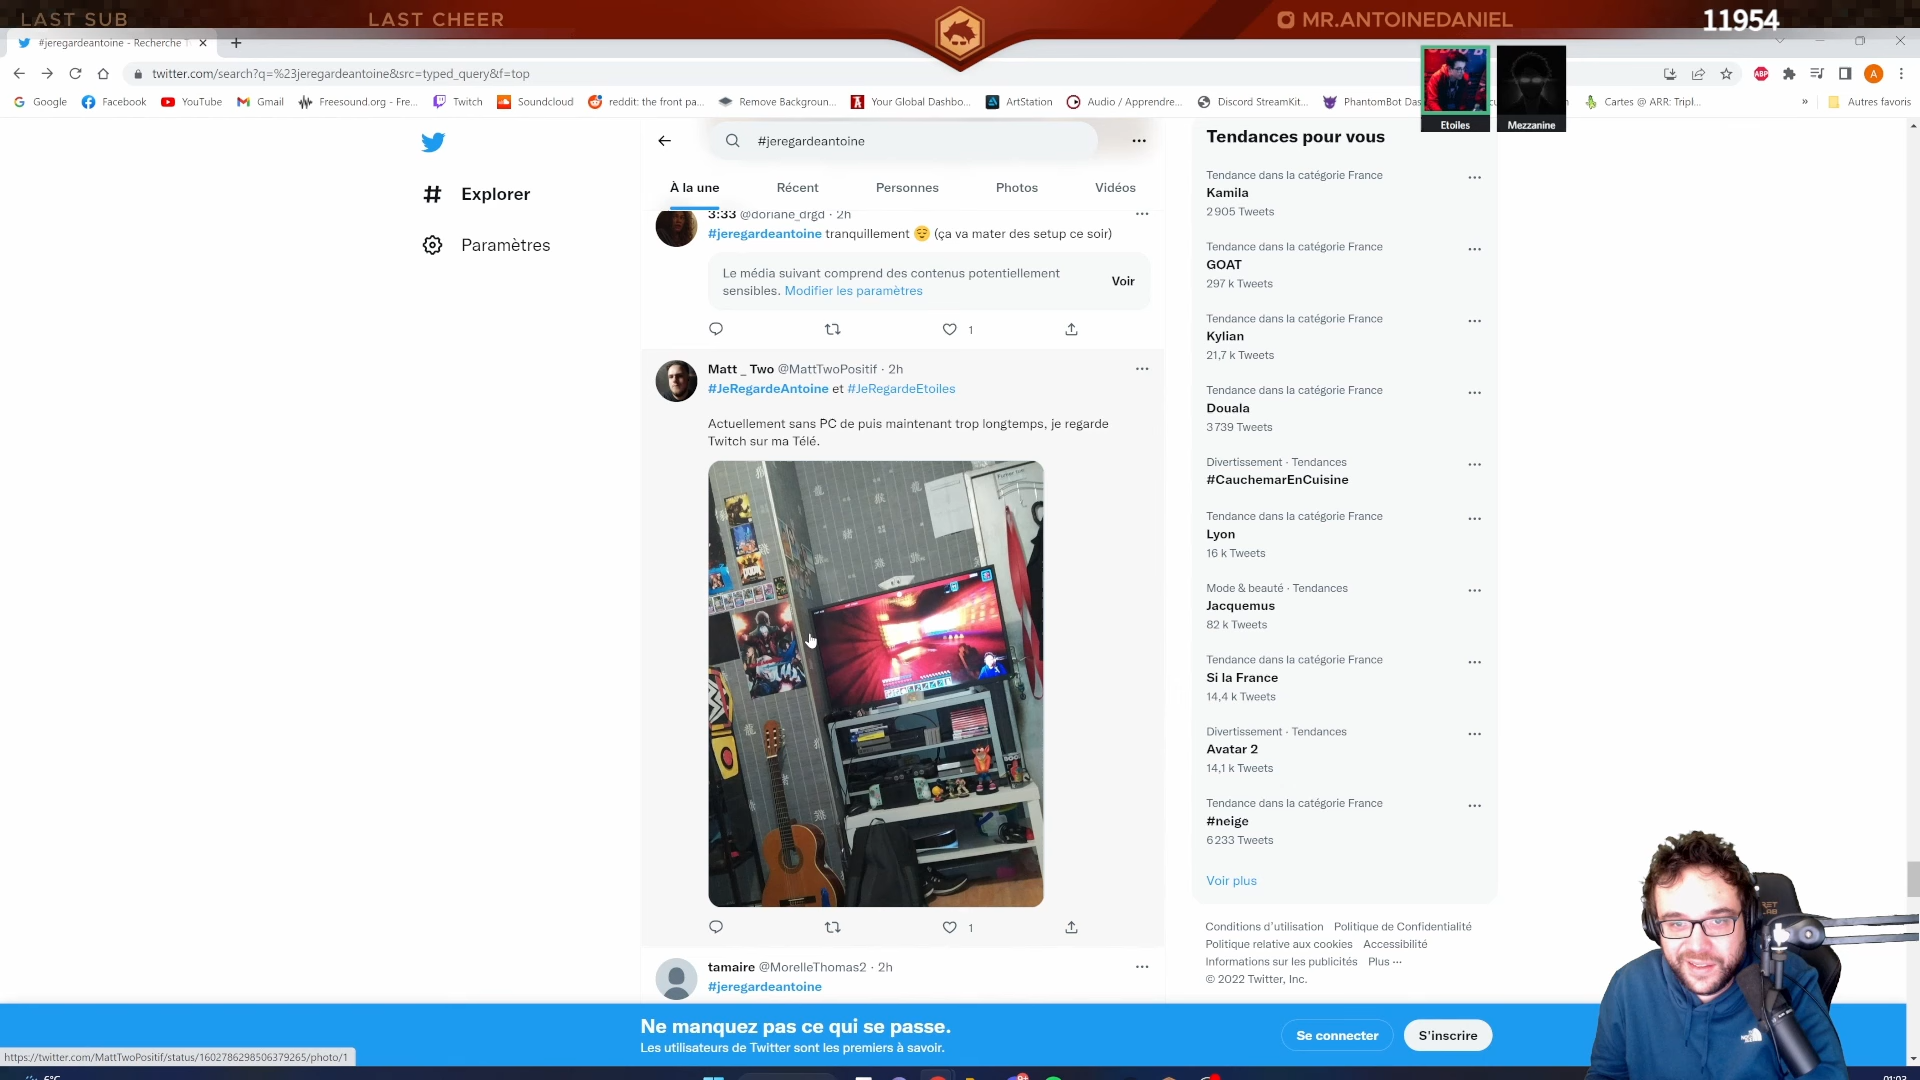 LAST SUB
LAST CHEER
MR.ANTOINEDANIEL
11954
#jeregardeantoine - Recherche T
twitter.com/search?q=%23jeregardeantoine&src=typed_query&f=top
Google
Facebook
YouTube
Gmail
Freesound.org - Fre...
Twitch
Soundcloud
reddit: the front pa...
Remove Backgroun...
Your Global Dashbo...
ArtStation
Audio / Apprendre...
Discord StreamKit...
PhantomBot Das
Cartes @ ARR: Tripl...
»
Autres favoris
Etoiles
Mezzanine
#jeregardeantoine
À la une
Récent
Personnes
Photos
Vidéos
Explorer
Paramètres
3:33 @doriane_drgd · 2h
#jeregardeantoine tranquillement 😌 (ça va mater des setup ce soir)
Le média suivant comprend des contenus potentiellement
sensibles. Modifier les paramètres
Voir
1
Matt _ Two @MattTwoPositif · 2h
#JeRegardeAntoine et #JeRegardeEtoiles
Actuellement sans PC de puis maintenant trop longtemps, je regarde
Twitch sur ma Télé.
DOOM
1
tamaire @MorelleThomas2 · 2h
#jeregardeantoine
Tendances pour vous
Tendance dans la catégorie France
Kamila
2 905 Tweets
Tendance dans la catégorie France
GOAT
297 k Tweets
Tendance dans la catégorie France
Kylian
21,7 k Tweets
Tendance dans la catégorie France
Douala
3 739 Tweets
Divertissement · Tendances
#CauchemarEnCuisine
Tendance dans la catégorie France
Lyon
16 k Tweets
Mode & beauté · Tendances
Jacquemus
82 k Tweets
Tendance dans la catégorie France
Si la France
14,4 k Tweets
Divertissement · Tendances
Avatar 2
14,1 k Tweets
Tendance dans la catégorie France
#neige
6 233 Tweets
Voir plus
Conditions d'utilisation Politique de Confidentialité
Politique relative aux cookies Accessibilité
Informations sur les publicités Plus ···
© 2022 Twitter, Inc.
Ne manquez pas ce qui se passe.
Les utilisateurs de Twitter sont les premiers à savoir.
Se connecter
S'inscrire
https://twitter.com/MattTwoPositif/status/1602786298506379265/photo/1